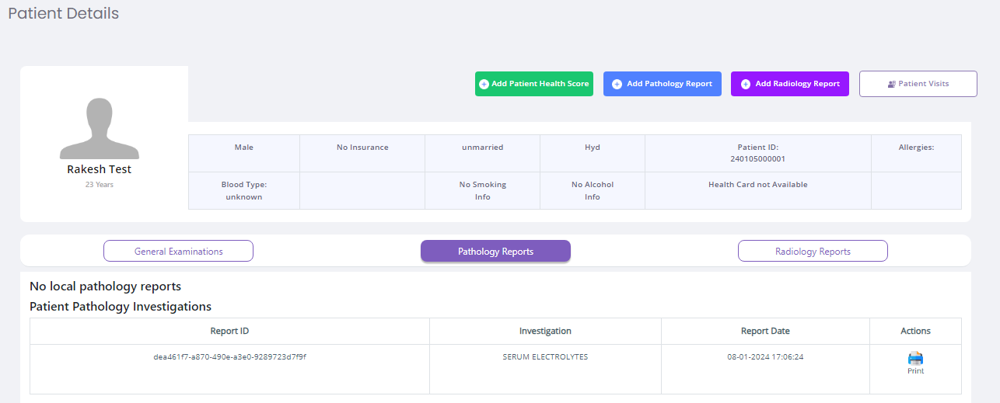 Patient Details
Add Patient Health Score
Add Pathology Report
Add Radiology Report
Patient Visits
Rakesh Test
23 Years
Male
No Insurance
unmarried
Hyd
Patient ID:
240105000001
Allergies:
Blood Type:
unknown
No Smoking
Info
No Alcohol
Info
Health Card not Available
General Examinations
Pathology Reports
Radiology Reports
No local pathology reports
Patient Pathology Investigations
Report ID
Investigation
Report Date
Actions
dea461f7-a870-490e-a3e0-9289723d7f9f
SERUM ELECTROLYTES
08-01-2024 17:06:24
Print